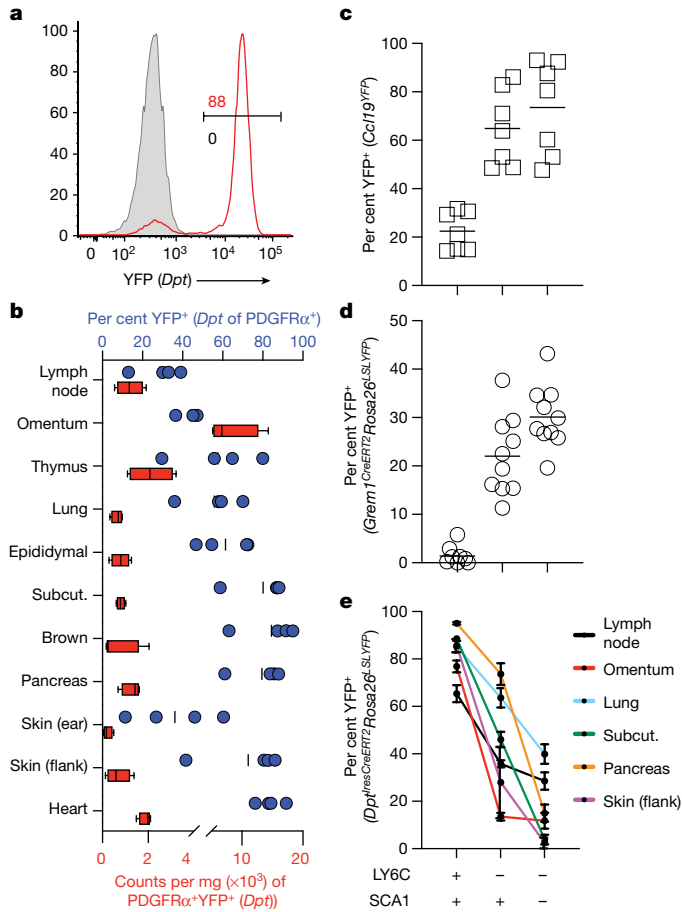 a
100
80
60
40
20
0
88
0
0 10² 10³ 10⁴ 10⁵
YFP (Dpt)
b
Per cent YFP⁺ (Dpt of PDGFRα⁺)
0 20 40 60 80 100
Lymph
node
Omentum
Thymus
Lung
Epididymal
Subcut.
Brown
Pancreas
Skin (ear)
Skin (flank)
Heart
0 2 4 10 20
Counts per mg (×10³) of
PDGFRα⁺YFP⁺ (Dpt))
c
Per cent YFP⁺ (Ccl19ʸᶠᴾ)
100
80
60
40
20
0
d
Per cent YFP⁺
(Grem1CreERT2Rosa26LSLYFP)
50
40
30
20
10
0
e
Per cent YFP⁺
(DptIresCreERT2Rosa26LSLYFP)
100
80
60
40
20
0
Lymph
node
Omentum
Lung
Subcut.
Pancreas
Skin (flank)
LY6C + − −
SCA1 + + −